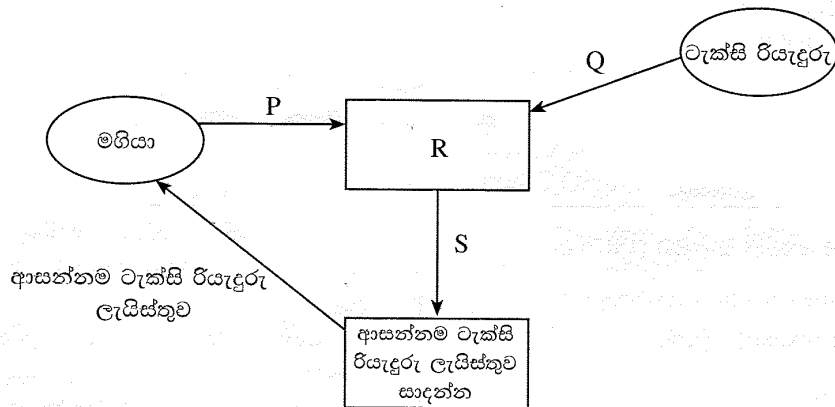 ටැක්සි රියැදුරු
Q
P
මගියා
R
S
ආසන්නම ටැක්සි රියැදුරු
ලැයිස්තුව
ආසන්නම ටැක්සි
රියැදුරු ලැයිස්තුව
සාදන්න